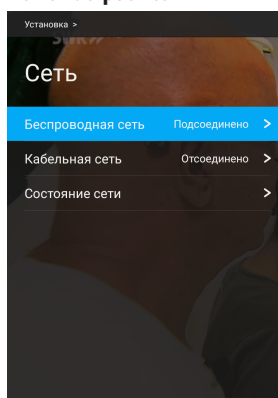 Установка >
Сеть
Беспроводная сеть Подсоединено >
Кабельная сеть Отсоединено >
Состояние сети >